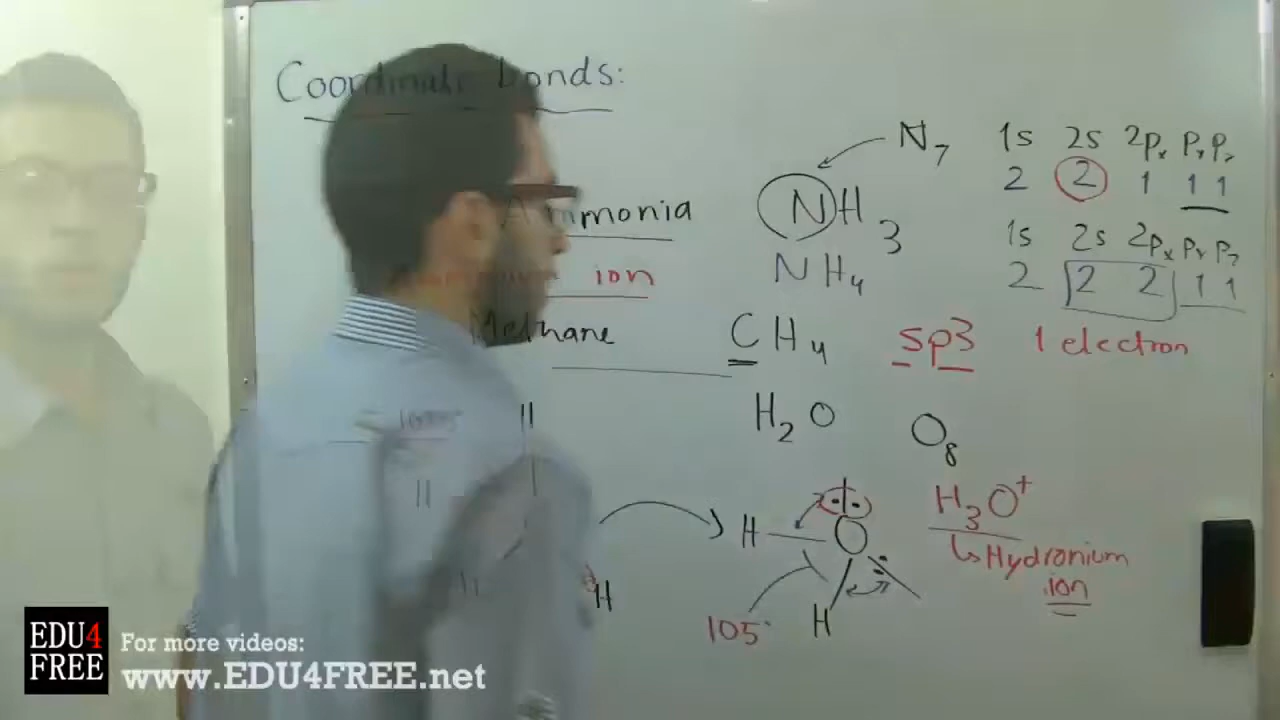 Coordinate bonds:
N7 1s 2s 2px Py Pz
2 2 1 1 1
Ammonia NH3
1s 2s 2px Py Pz
ion NH4 2 2 2 1 1
Methane CH4 sp3 1 electron
H2O O8
H
H O H3O+
Hydronium
ion
H
105° H
EDU4
FREE
For more videos:
www.EDU4FREE.net